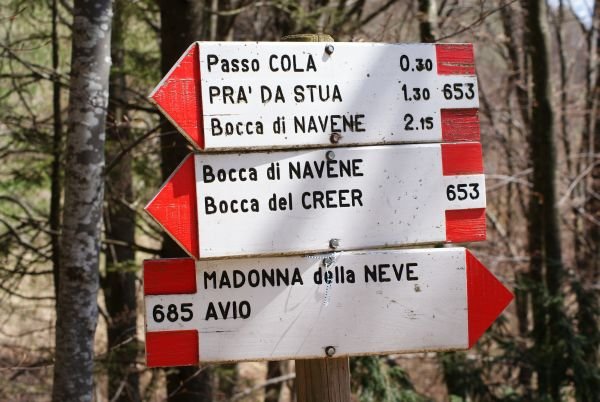 Passo COLA 0.30
PRA' DA STUA 1.30 653
Bocca di NAVENE 2.15
Bocca di NAVENE
Bocca del CREER 653
MADONNA della NEVE
685 AVIO